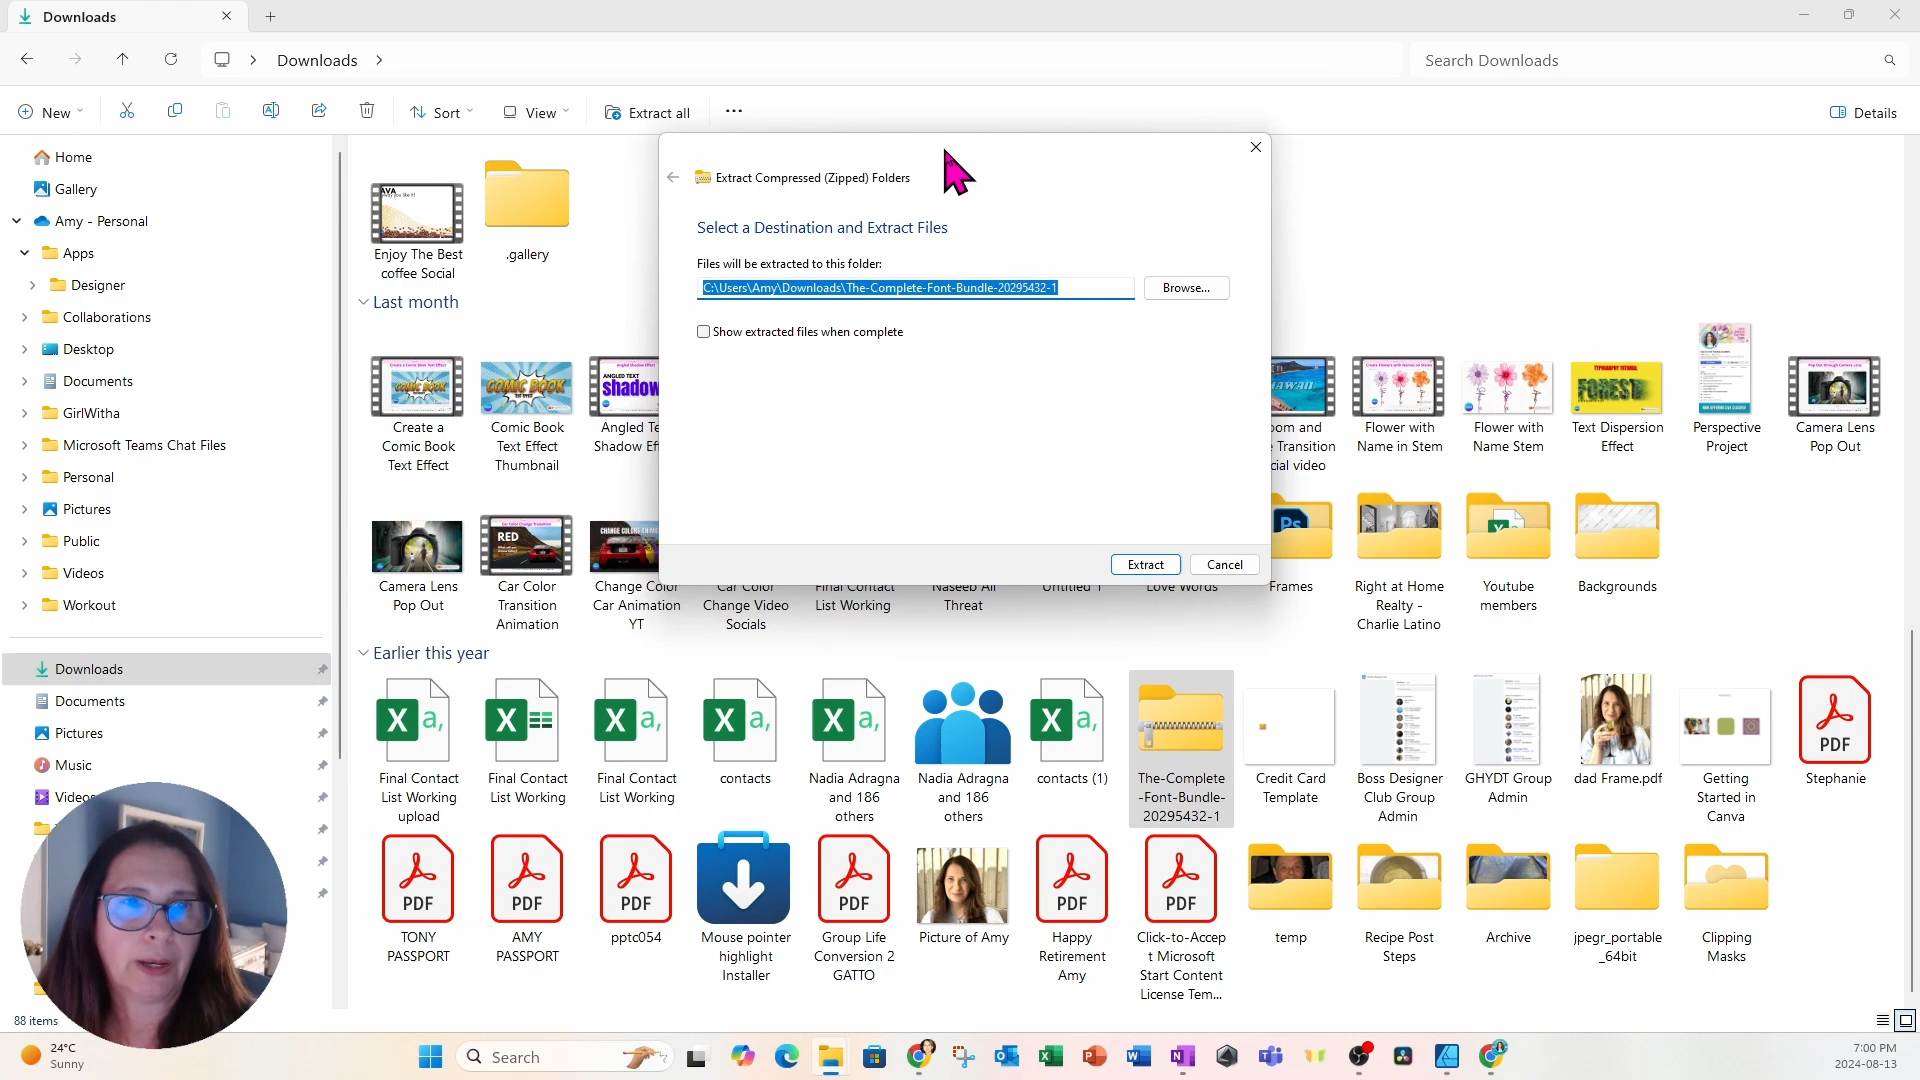 Downloads
Downloads
Search Downloads
New
Sort
View
Extract all
Details
Home
Gallery
Amy - Personal
Apps
Designer
Collaborations
Desktop
Documents
GirlWitha
Microsoft Teams Chat Files
Personal
Pictures
Public
Videos
Workout
Downloads
Documents
Pictures
Music
Videos
88 items
Enjoy The Best
coffee Social
.gallery
Extract Compressed (Zipped) Folders
Select a Destination and Extract Files
Files will be extracted to this folder:
C:\Users\Amy\Downloads\The-Complete-Font-Bundle-20295432-1
Browse...
Show extracted files when complete
Extract
Cancel
Last month
Create a
Comic Book
Text Effect
Comic Book
Text Effect
Thumbnail
Angled Te
Shadow Eff
oom and
Transition
cial video
Flower with
Name in Stem
Flower with
Name Stem
Text Dispersion
Effect
Perspective
Project
Camera Lens
Pop Out
Camera Lens
Pop Out
Car Color
Transition
Animation
Change Color
Car Animation
YT
Car Color
Change Video
Socials
Final Contact
List Working
Naseeb Ali
Threat
Untitled 1
Love Words
Frames
Right at Home
Realty -
Charlie Latino
Youtube
members
Backgrounds
Earlier this year
Final Contact
List Working
upload
Final Contact
List Working
Final Contact
List Working
contacts
Nadia Adragna
and 186
others
Nadia Adragna
and 186
others
contacts (1)
The-Complete
-Font-Bundle-
20295432-1
Credit Card
Template
Boss Designer
Club Group
Admin
GHYDT Group
Admin
dad Frame.pdf
Getting
Started in
Canva
PDF
Stephanie
PDF
TONY
PASSPORT
PDF
AMY
PASSPORT
PDF
pptc054
Mouse pointer
highlight
Installer
PDF
Group Life
Conversion 2
GATTO
Picture of Amy
PDF
Happy
Retirement
Amy
PDF
Click-to-Accep
t Microsoft
Start Content
License Tem...
temp
Recipe Post
Steps
Archive
jpegr_portable
_64bit
Clipping
Masks
24°C
Sunny
Search
7:00 PM
2024-08-13